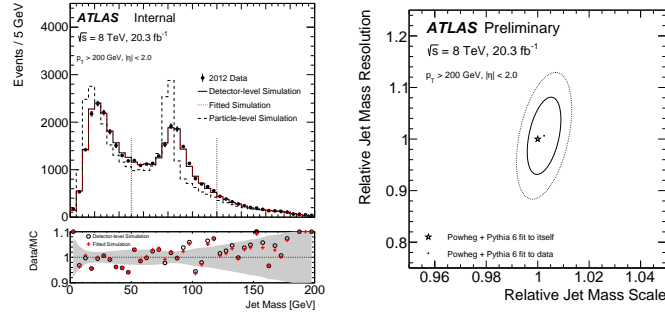 ATLAS Internal
√s = 8 TeV, 20.3 fb⁻¹
p_T > 200 GeV, |η| < 2.0
2012 Data
Detector-level Simulation
Fitted Simulation
Particle-level Simulation
Events / 5 GeV
4000
3000
2000
1000
0
Detector-level Simulation
Fitted Simulation
Data/MC
1.1
1
0.9
0 50 100 150 200
Jet Mass [GeV]
ATLAS Preliminary
√s = 8 TeV, 20.3 fb⁻¹
p_T > 200 GeV, |η| < 2.0
Relative Jet Mass Resolution
1.2
1.1
1
0.9
0.8
Powheg + Pythia 6 fit to itself
Powheg + Pythia 6 fit to data
0.96 0.98 1 1.02 1.04
Relative Jet Mass Scale